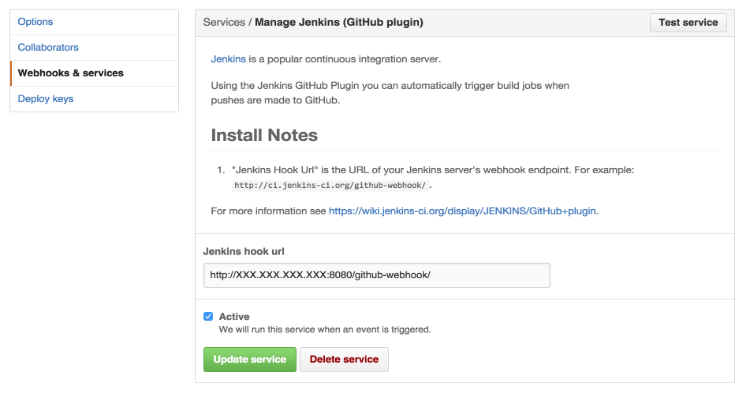 Options
Collaborators
Webhooks & services
Deploy keys
Services / Manage Jenkins (GitHub plugin)
Test service
Jenkins is a popular continuous integration server.
Using the Jenkins GitHub Plugin you can automatically trigger build jobs when
pushes are made to GitHub.
Install Notes
1. "Jenkins Hook Url" is the URL of your Jenkins server's webhook endpoint. For example:
http://ci.jenkins-ci.org/github-webhook/ .
For more information see https://wiki.jenkins-ci.org/display/JENKINS/GitHub+plugin.
Jenkins hook url
http://XXX.XXX.XXX.XXX:8080/github-webhook/
Active
We will run this service when an event is triggered.
Update service
Delete service